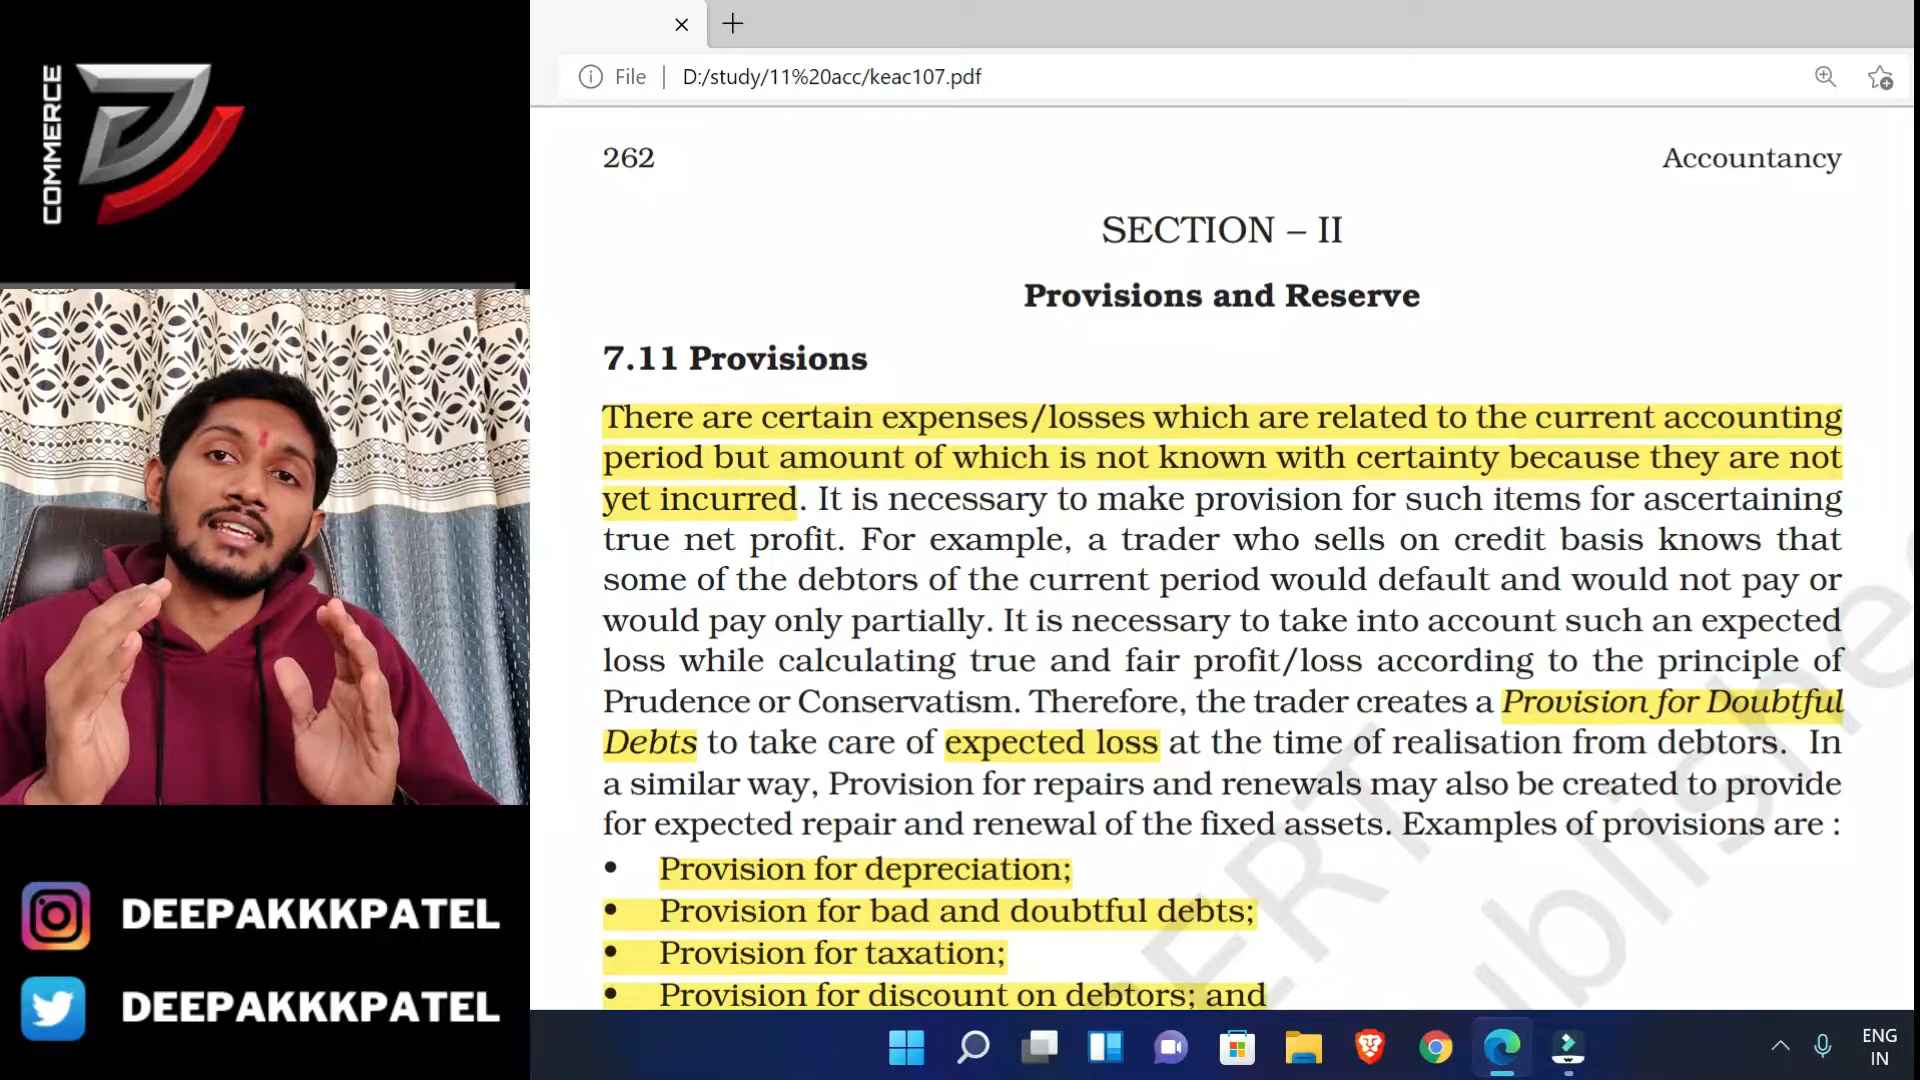 COMMERCE
File | D:/study/11%20acc/keac107.pdf
262 Accountancy
SECTION – II
Provisions and Reserve
7.11 Provisions
There are certain expenses/losses which are related to the current accounting
period but amount of which is not known with certainty because they are not
yet incurred. It is necessary to make provision for such items for ascertaining
true net profit. For example, a trader who sells on credit basis knows that
some of the debtors of the current period would default and would not pay or
would pay only partially. It is necessary to take into account such an expected
loss while calculating true and fair profit/loss according to the principle of
Prudence or Conservatism. Therefore, the trader creates a Provision for Doubtful
Debts to take care of expected loss at the time of realisation from debtors. In
a similar way, Provision for repairs and renewals may also be created to provide
for expected repair and renewal of the fixed assets. Examples of provisions are :
• Provision for depreciation;
• Provision for bad and doubtful debts;
• Provision for taxation;
• Provision for discount on debtors; and
DEEPAKKKPATEL
DEEPAKKKPATEL
ENG
IN